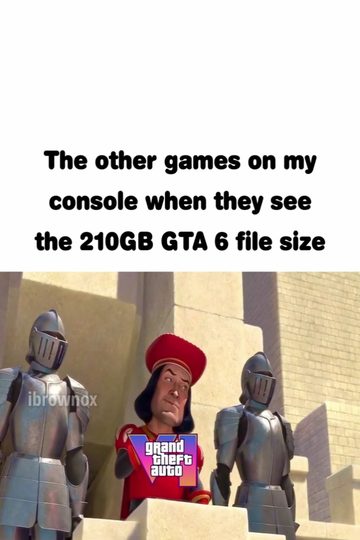 The other games on my
console when they see
the 210GB GTA 6 file size
ibrownox
grand
theft
auto
VI